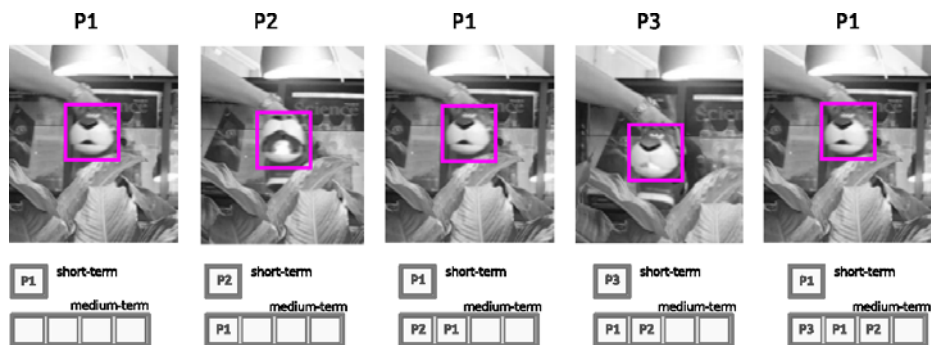 P1 P2 P1 P3 P1
Science
P1 short-term P2 short-term P1 short-term P3 short-term P1 short-term
medium-term medium-term medium-term medium-term medium-term
P1 P2 P1 P1 P2 P3 P1 P2